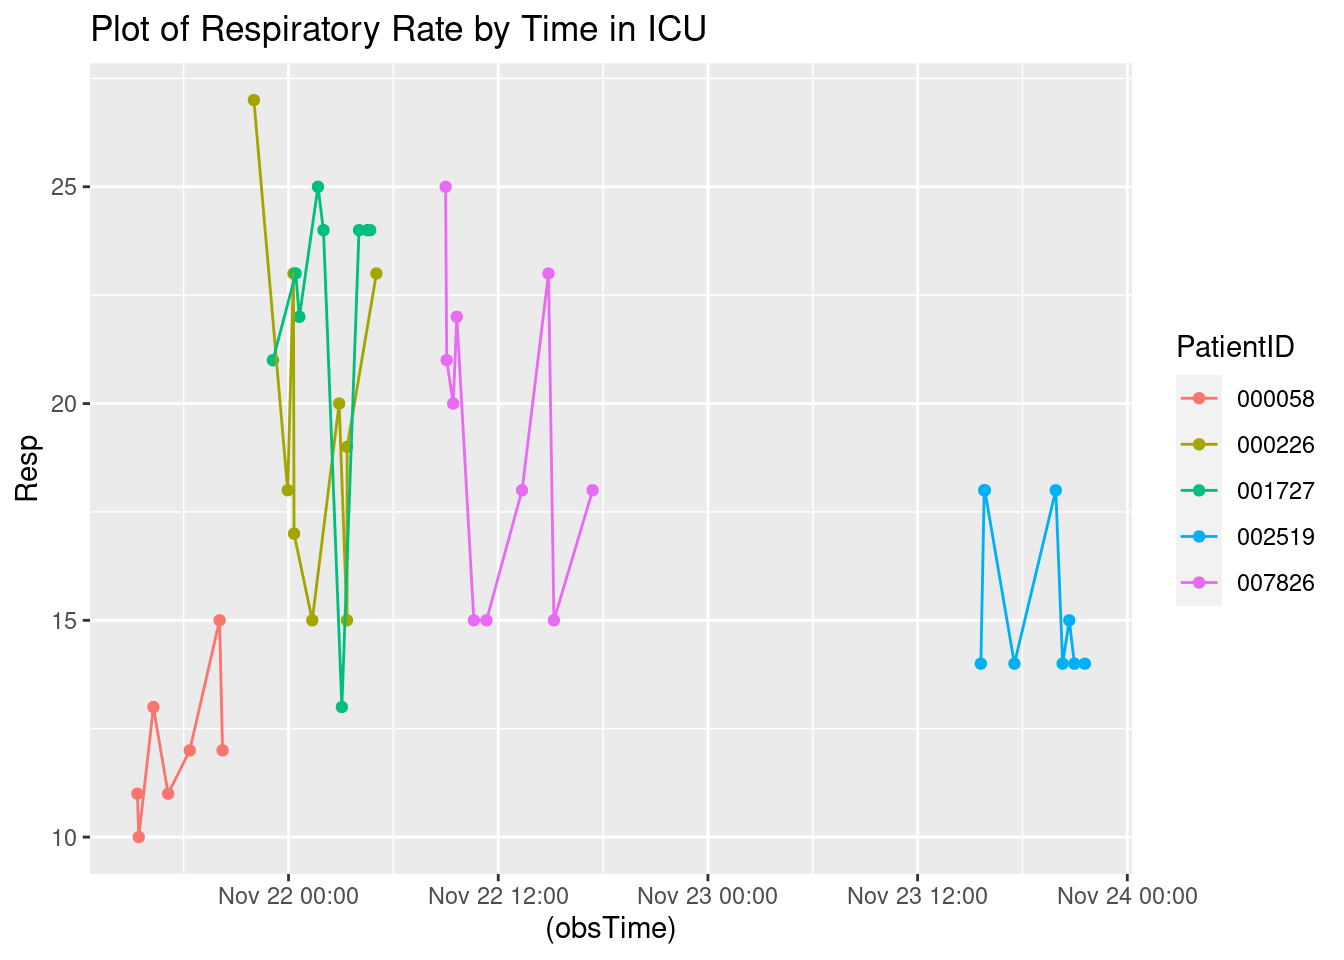 Plot of Respiratory Rate by Time in ICU
Resp
25
20
15
10
Nov 22 00:00
Nov 22 12:00
Nov 23 00:00
Nov 23 12:00
Nov 24 00:00
(obsTime)
PatientID
000058
000226
001727
002519
007826